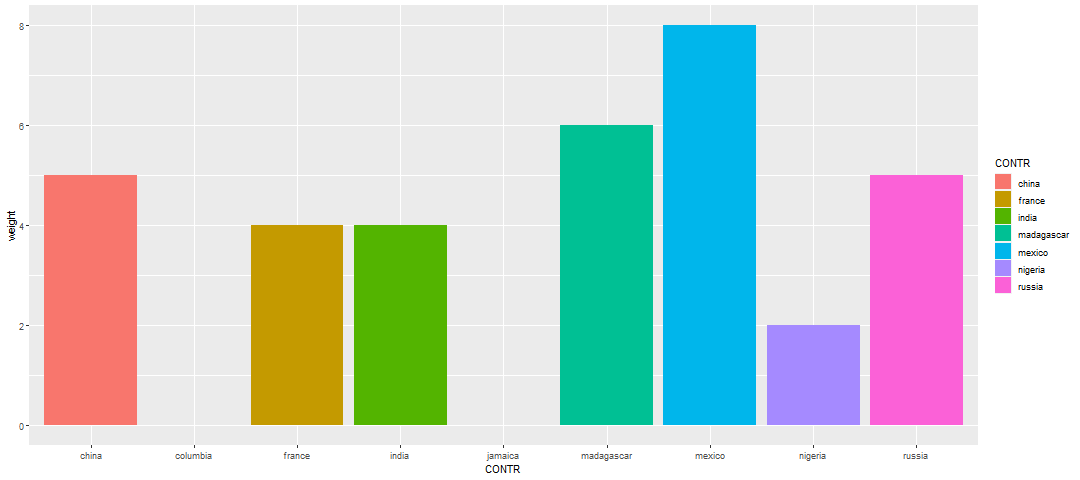 8
6
4
2
0
weight
china columbia france india jamaica madagascar mexico nigeria russia
CONTR
CONTR
china
france
india
madagascar
mexico
nigeria
russia